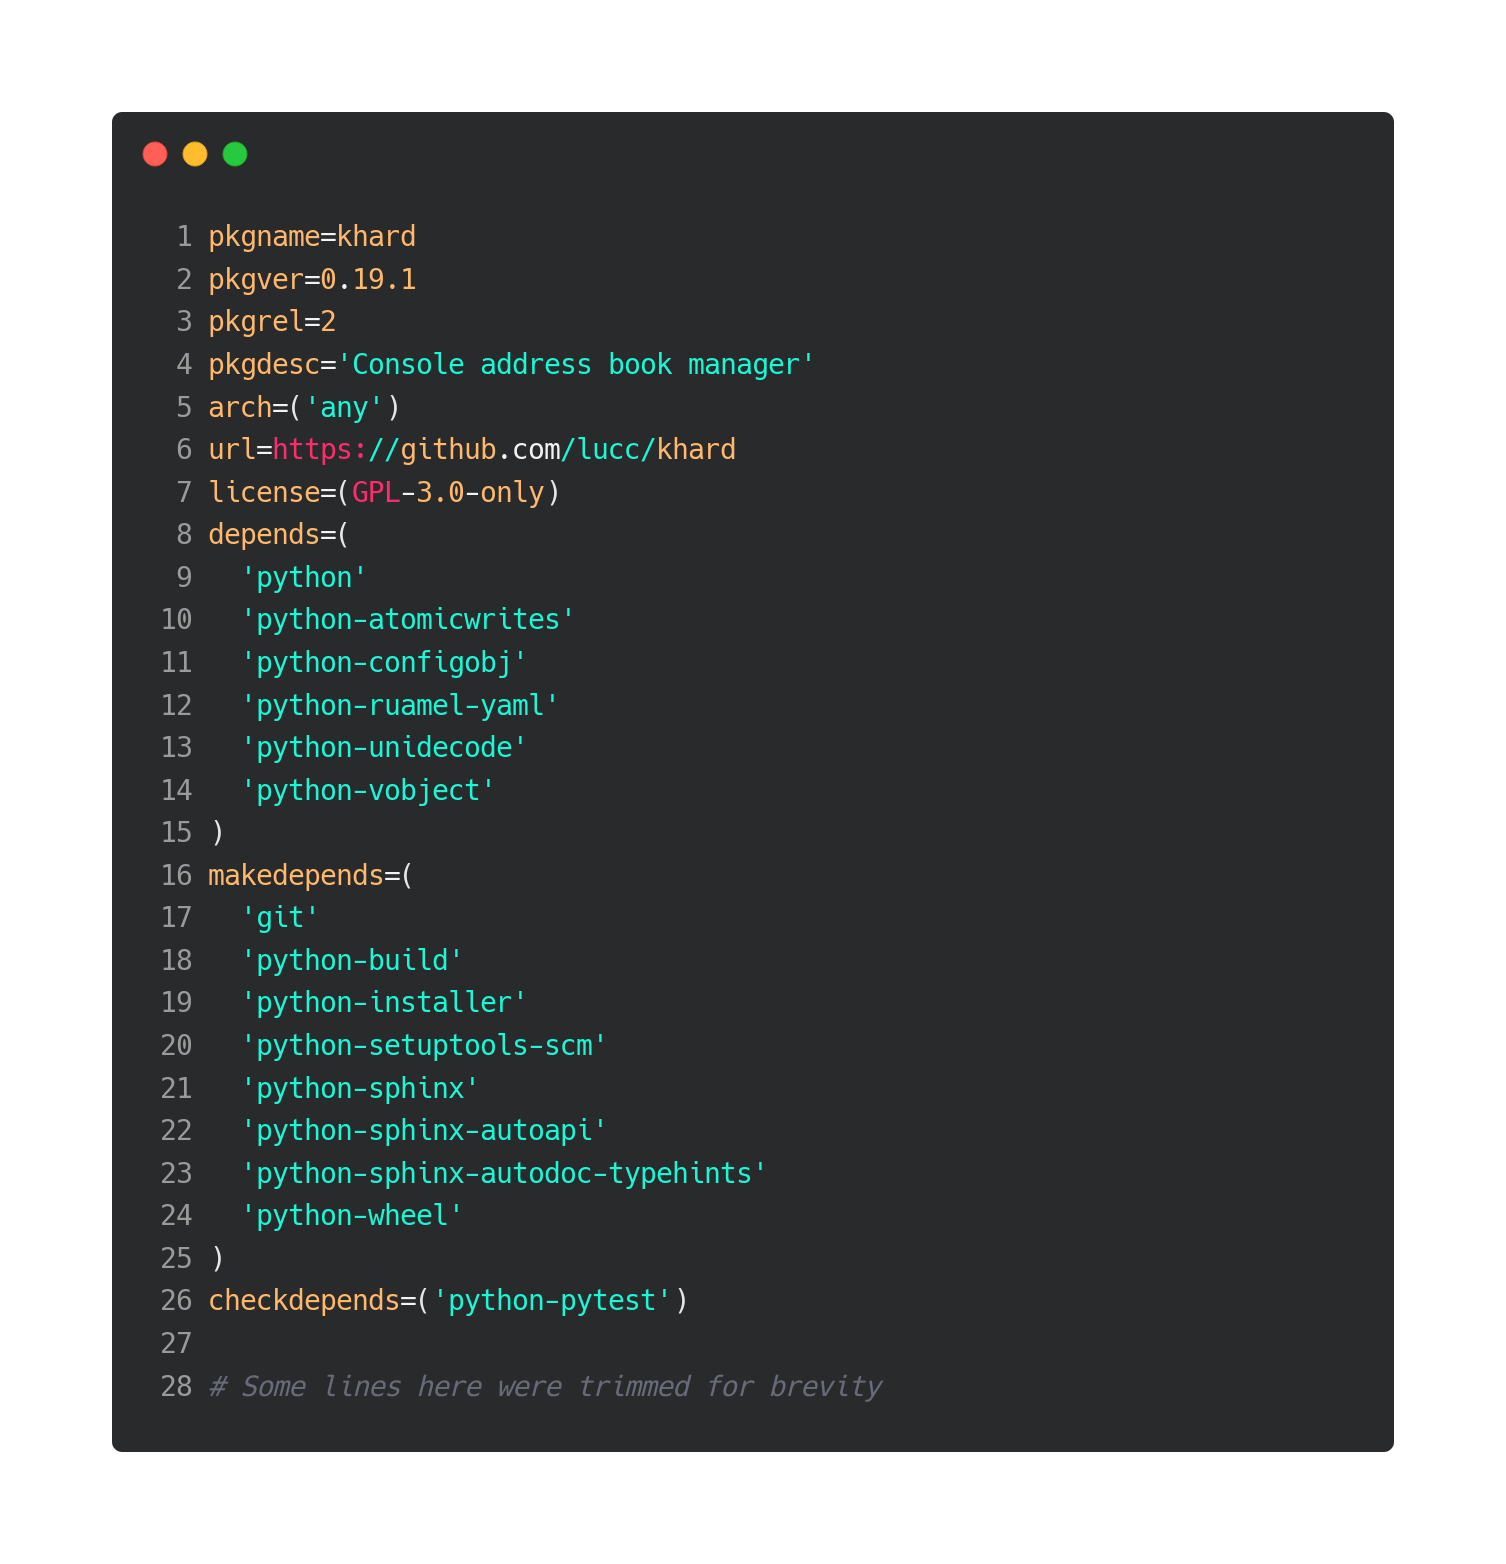 1 pkgname=khard
2 pkgver=0.19.1
3 pkgrel=2
4 pkgdesc='Console address book manager'
5 arch=('any')
6 url=https://github.com/lucc/khard
7 license=(GPL-3.0-only)
8 depends=(
9   'python'
10   'python-atomicwrites'
11   'python-configobj'
12   'python-ruamel-yaml'
13   'python-unidecode'
14   'python-vobject'
15 )
16 makedepends=(
17   'git'
18   'python-build'
19   'python-installer'
20   'python-setuptools-scm'
21   'python-sphinx'
22   'python-sphinx-autoapi'
23   'python-sphinx-autodoc-typehints'
24   'python-wheel'
25 )
26 checkdepends=('python-pytest')
27
28 # Some lines here were trimmed for brevity